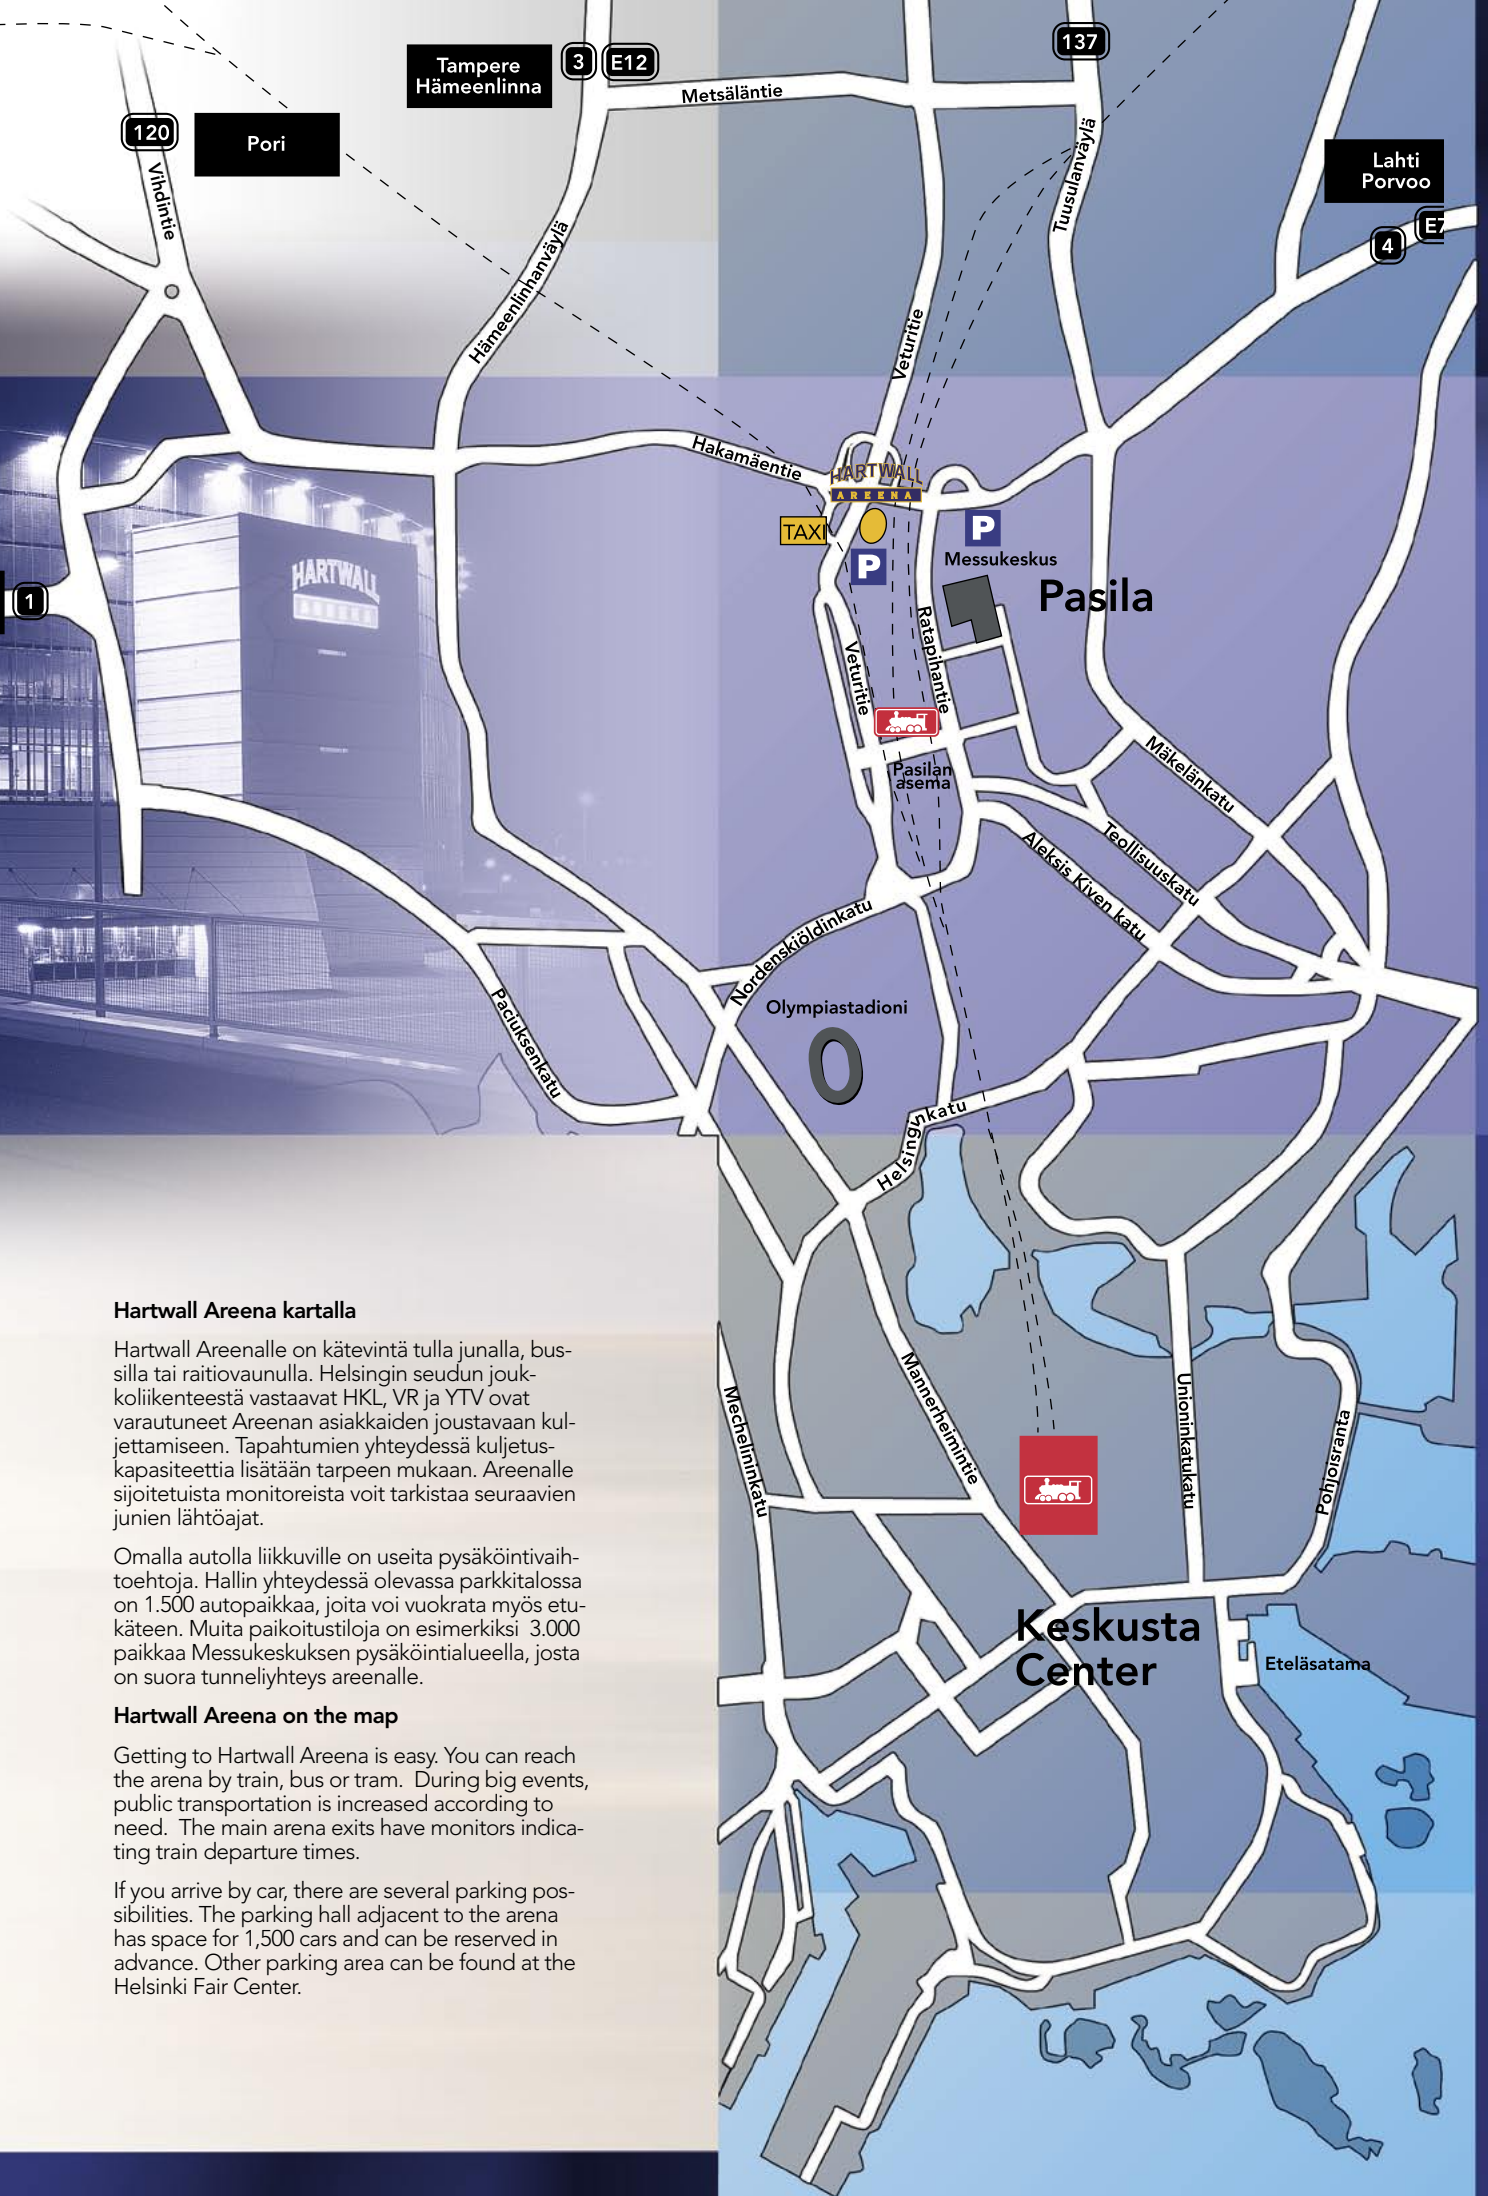 137
Tampere
Hämeenlinna
3
E12
Metsäläntie
120
Pori
Vihdintie
Tuusulanväylä
Lahti
Porvoo
E7
4
Hämeenlinhanväylä
Veturitie
Hakamäentie
HARTWALL
AREENA
TAXI
P
P
Messukeskus
Pasila
HARTWALL
AREENA
1
Ratapihantie
Veturitie
Pasilan
asema
Mäkelänkatu
Teollisuuskatu
Aleksis Kiven katu
Nordenskiöldinkatu
Paciuksenkatu
Olympiastadioni
Helsinginkatu
Mannerheimintie
Mechelininkatu
Unioninkatukatu
Pohjoisranta
Keskusta
Center
Eteläsatama
Hartwall Areena kartalla
Hartwall Areenalle on kätevintä tulla junalla, bus-
silla tai raitiovaunulla. Helsingin seudun jouk-
koliikenteestä vastaavat HKL, VR ja YTV ovat
varautuneet Areenan asiakkaiden joustavaan kul-
jettamiseen. Tapahtumien yhteydessä kuljetus-
kapasiteettia lisätään tarpeen mukaan. Areenalle
sijoitetuista monitoreista voit tarkistaa seuraavien
junien lähtöajat.
Omalla autolla liikkuville on useita pysäköintivaih-
toehtoja. Hallin yhteydessä olevassa parkkitalossa
on 1.500 autopaikkaa, joita voi vuokrata myös etu-
käteen. Muita paikoitustiloja on esimerkiksi 3.000
paikkaa Messukeskuksen pysäköintialueella, josta
on suora tunneliyhteys areenalle.
Hartwall Areena on the map
Getting to Hartwall Areena is easy. You can reach
the arena by train, bus or tram. During big events,
public transportation is increased according to
need. The main arena exits have monitors indica-
ting train departure times.
If you arrive by car, there are several parking pos-
sibilities. The parking hall adjacent to the arena
has space for 1,500 cars and can be reserved in
advance. Other parking area can be found at the
Helsinki Fair Center.